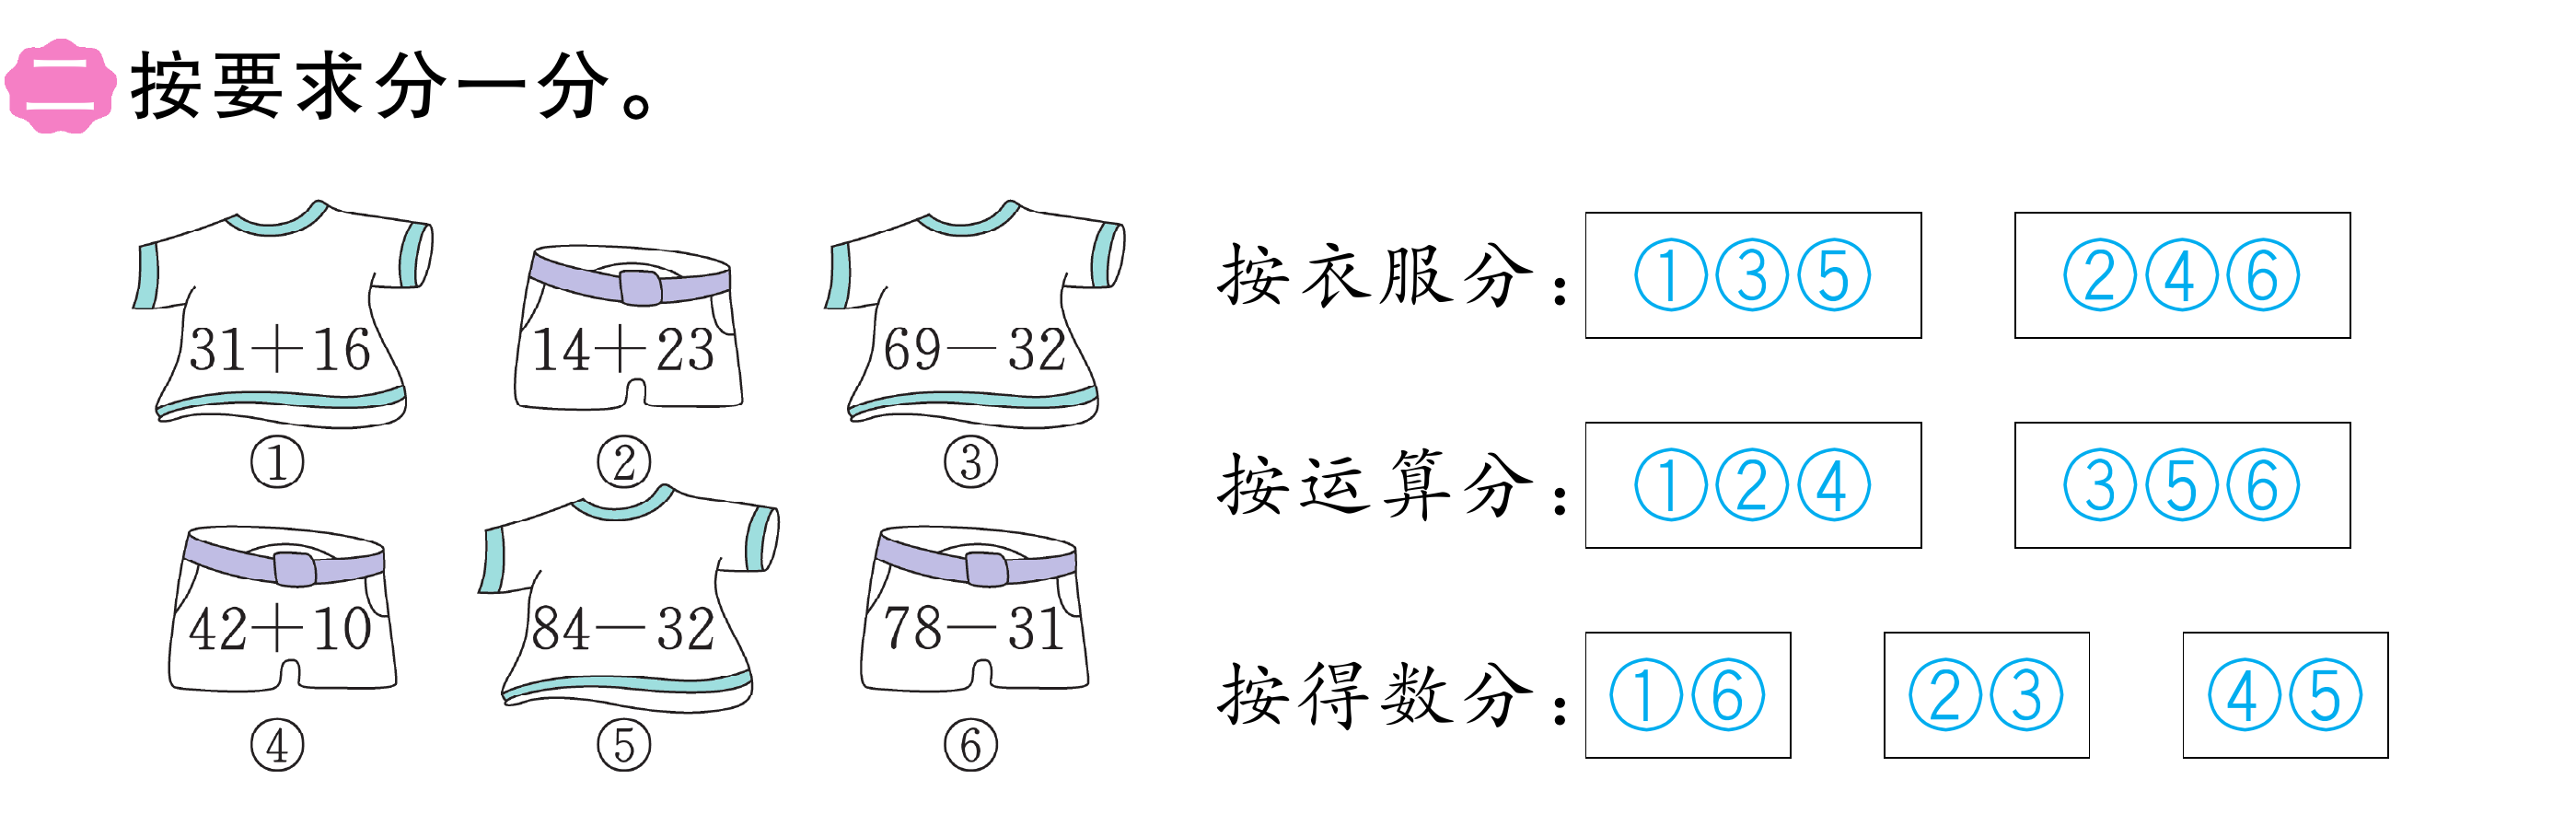 二 按要求分一分。
31+16 14+23 69-32
① ② ③
42+10 84-32 78-31
④ ⑤ ⑥
按衣服分: ①③⑤ ②④⑥
按运算分: ①②④ ③⑤⑥
按得数分: ①⑥ ②③ ④⑤